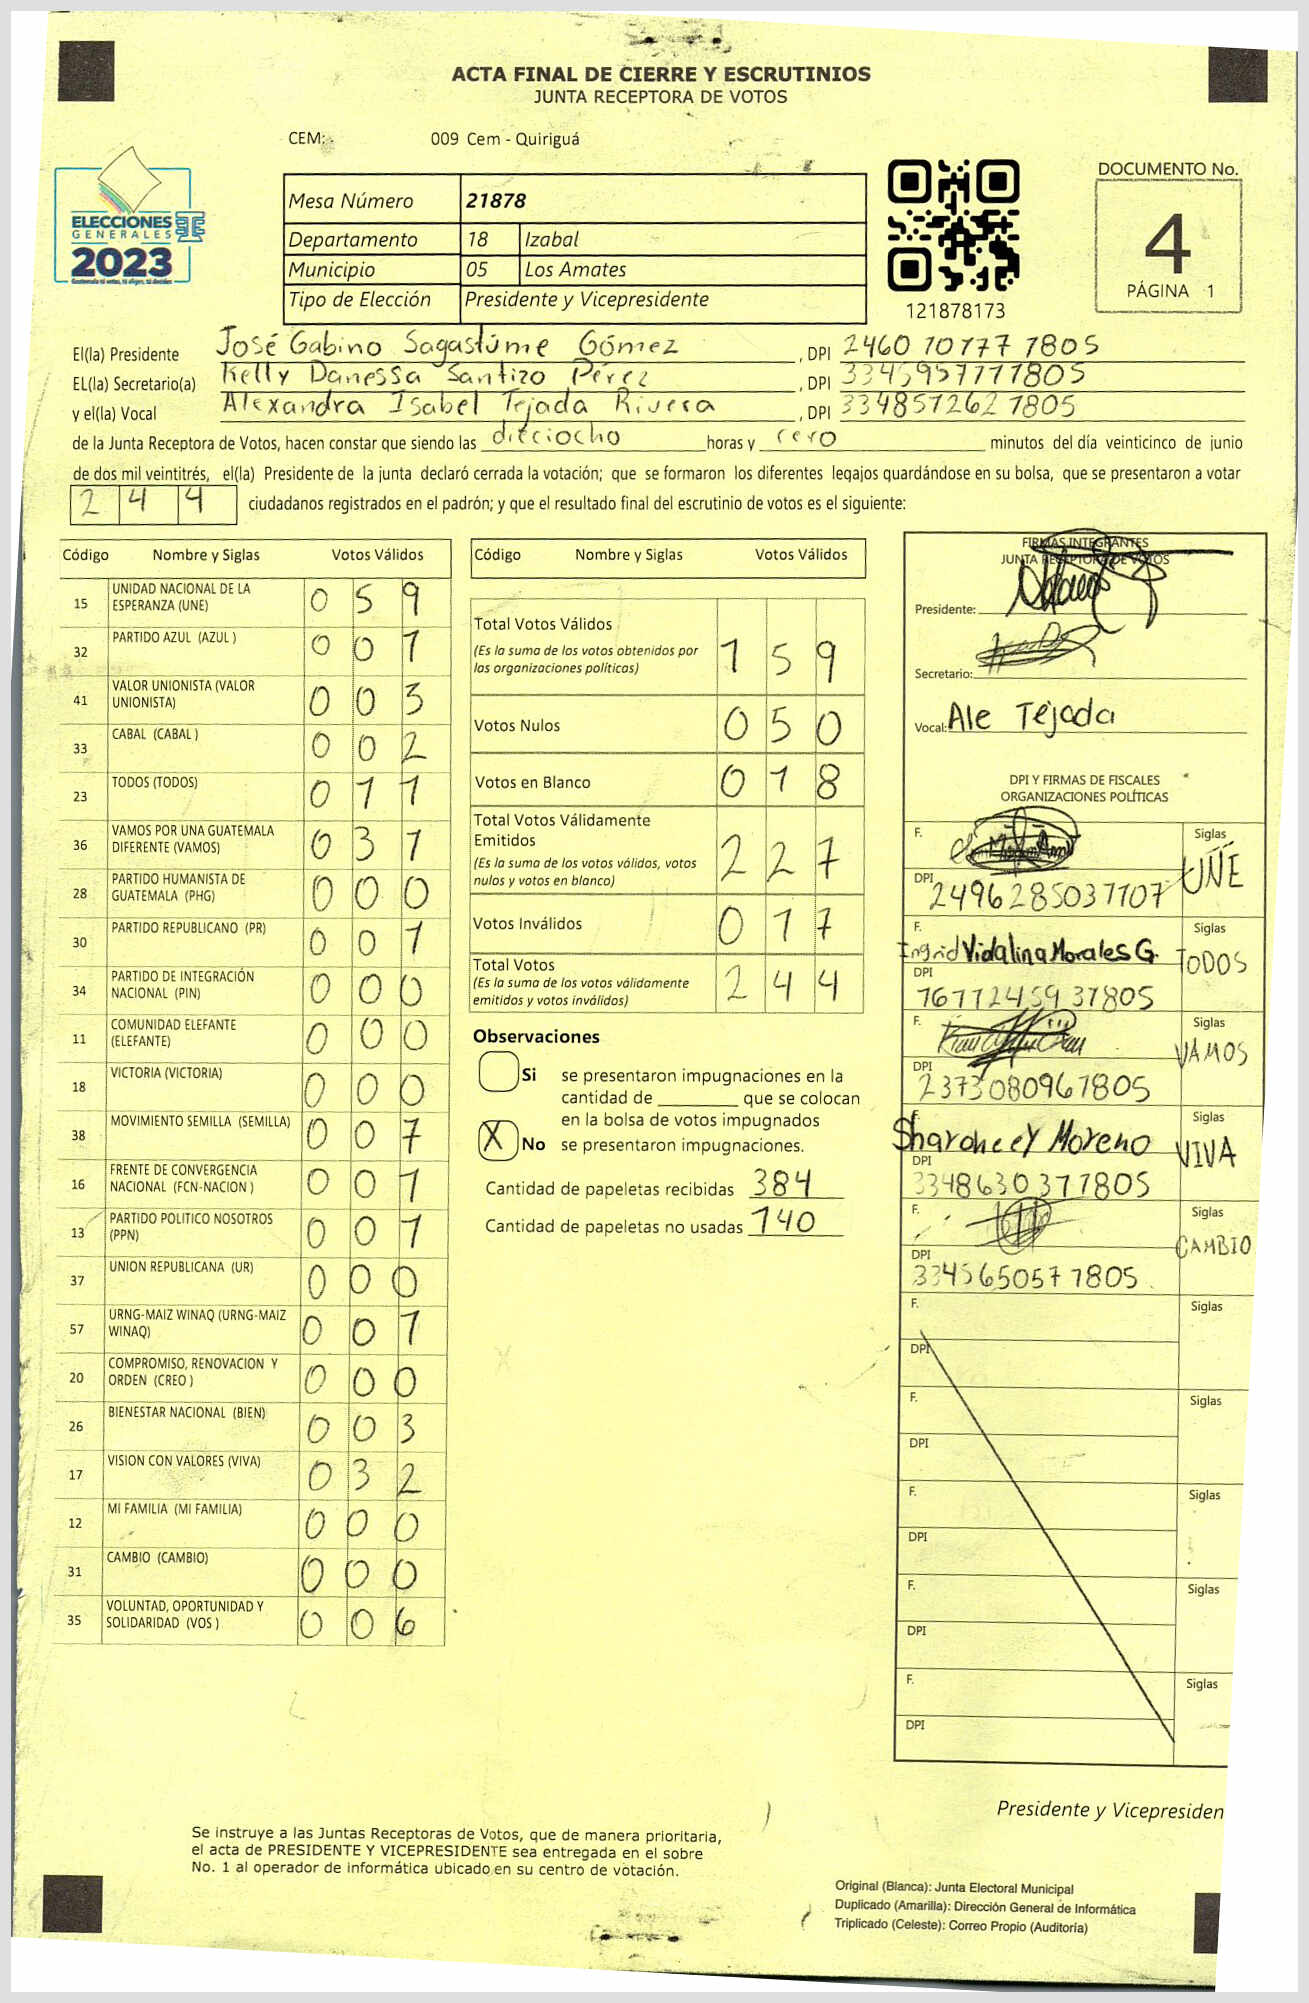 ACTA FINAL DE CIERRE Y ESCRUTINIOS
JUNTA RECEPTORA DE VOTOS
CEM: 009 Cem - Quiriguá
ELECCIONES
GENERALES
2023
Guatemala tú votas, tú eliges, tú decides
Mesa Número 21878
Departamento 18 Izabal
Municipio 05 Los Amates
Tipo de Elección Presidente y Vicepresidente
121878173
DOCUMENTO No.
4
PÁGINA 1
El(la) Presidente José Gabino Sagastúme Gómez, DPI 2460 10777 1805
EL(la) Secretario(a) Kelly Danessa Santizo Pérez, DPI 3345957771805
y el(la) Vocal Alexandra Isabel Tejada Rivera, DPI 334857262 1805
de la Junta Receptora de Votos, hacen constar que siendo las dieciocho horas y cero minutos del día veinticinco de junio
de dos mil veintitrés, el(la) Presidente de la junta declaró cerrada la votación; que se formaron los diferentes legajos quardándose en su bolsa, que se presentaron a votar
244 ciudadanos registrados en el padrón; y que el resultado final del escrutinio de votos es el siguiente:
Código Nombre y Siglas Votos Válidos
15 UNIDAD NACIONAL DE LA ESPERANZA (UNE) 0 5 9
32 PARTIDO AZUL (AZUL ) 0 0 1
41 VALOR UNIONISTA (VALOR UNIONISTA) 0 0 3
33 CABAL (CABAL ) 0 0 2
23 TODOS (TODOS) 0 1 1
36 VAMOS POR UNA GUATEMALA DIFERENTE (VAMOS) 0 3 1
28 PARTIDO HUMANISTA DE GUATEMALA (PHG) 0 0 0
30 PARTIDO REPUBLICANO (PR) 0 0 1
34 PARTIDO DE INTEGRACIÓN NACIONAL (PIN) 0 0 0
11 COMUNIDAD ELEFANTE (ELEFANTE) 0 0 0
18 VICTORIA (VICTORIA) 0 0 0
38 MOVIMIENTO SEMILLA (SEMILLA) 0 0 7
16 FRENTE DE CONVERGENCIA NACIONAL (FCN-NACION ) 0 0 1
13 PARTIDO POLITICO NOSOTROS (PPN) 0 0 1
37 UNION REPUBLICANA (UR) 0 0 0
57 URNG-MAIZ WINAQ (URNG-MAIZ WINAQ) 0 0 1
20 COMPROMISO, RENOVACION Y ORDEN (CREO ) 0 0 0
26 BIENESTAR NACIONAL (BIEN) 0 0 3
17 VISION CON VALORES (VIVA) 0 3 2
12 MI FAMILIA (MI FAMILIA) 0 0 0
31 CAMBIO (CAMBIO) 0 0 0
35 VOLUNTAD, OPORTUNIDAD Y SOLIDARIDAD (VOS ) 0 0 6
Código Nombre y Siglas Votos Válidos
Total Votos Válidos
(Es la suma de los votos obtenidos por
las organizaciones políticas) 1 5 9
Votos Nulos 0 5 0
Votos en Blanco 0 1 8
Total Votos Válidamente
Emitidos
(Es la suma de los votos válidos, votos
nulos y votos en blanco) 2 2 7
Votos Inválidos 0 1 7
Total Votos
(Es la suma de los votos válidamente
emitidos y votos inválidos) 2 4 4
Observaciones
Si se presentaron impugnaciones en la
cantidad de ________ que se colocan
en la bolsa de votos impugnados
X No se presentaron impugnaciones.
Cantidad de papeletas recibidas 384
Cantidad de papeletas no usadas 140
FIRMAS INTEGRANTES
JUNTA RECEPTORA DE VOTOS
Presidente:
Secretario:
Vocal: Ale Tejada
DPI Y FIRMAS DE FISCALES
ORGANIZACIONES POLÍTICAS
F. Siglas
DPI 2496285037107 UNE
F. Ingrid Vidalina Morales G. Siglas
DPI 7677245937805 TODOS
F. Siglas
DPI 2373080961805 VAMOS
F. Sharoneey Moreno Siglas
DPI 3348630371805 VIVA
F. Siglas
DPI 3345650571805 CAMBIO
F. Siglas
DPI
F. Siglas
DPI
F. Siglas
DPI
F. Siglas
DPI
F. Siglas
DPI
Presidente y Vicepresiden
Se instruye a las Juntas Receptoras de Votos, que de manera prioritaria,
el acta de PRESIDENTE Y VICEPRESIDENTE sea entregada en el sobre
No. 1 al operador de informática ubicado en su centro de votación.
Original (Blanca): Junta Electoral Municipal
Duplicado (Amarilla): Dirección General de Informática
Triplicado (Celeste): Correo Propio (Auditoría)